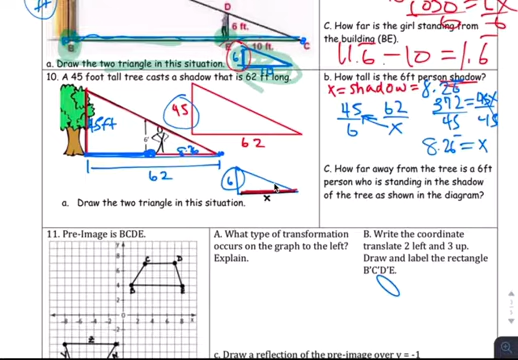 D
6 ft.
B
E
10 ft.
C
6
a. Draw the two triangle in this situation.
C. How far is the girl standing from
the building (BE).
11.6 - 10 = 1.6
10. A 45 foot tall tree casts a shadow that is 62 ft long.
45ft
8.26
62
45
62
6
x
a. Draw the two triangle in this situation.
b. How tall is the 6ft person shadow?
x = shadow = 8.26
45 62 372 = 45x
6 x 45 45
8.26 = x
C. How far away from the tree is a 6ft
person who is standing in the shadow
of the tree as shown in the diagram?
11. Pre-Image is BCDE.
A. What type of transformation
occurs on the graph to the left?
Explain.
B. Write the coordinate
translate 2 left and 3 up.
Draw and label the rectangle
B'C'D'E.
c. Draw a reflection of the pre-image over y = -1